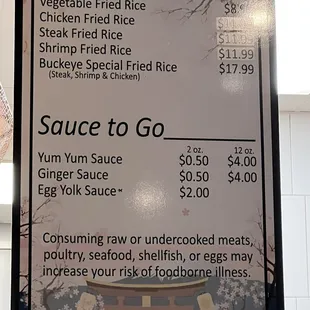 Vegetable Fried Rice
Chicken Fried Rice
Steak Fried Rice
Shrimp Fried Rice $11.99
Buckeye Special Fried Rice $17.99
(Steak, Shrimp & Chicken)
Sauce to Go
2 oz. 12 oz.
Yum Yum Sauce $0.50 $4.00
Ginger Sauce $0.50 $4.00
Egg Yolk Sauce* $2.00
Consuming raw or undercooked meats,
poultry, seafood, shellfish, or eggs may
increase your risk of foodborne illness.